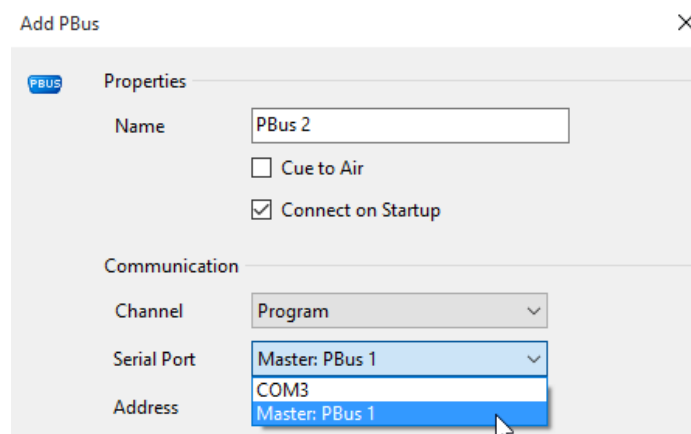 Add PBus
PBUS
Properties
Name
PBus 2
Cue to Air
Connect on Startup
Communication
Channel
Program
Serial Port
Master: PBus 1
COM3
Address
Master: PBus 1